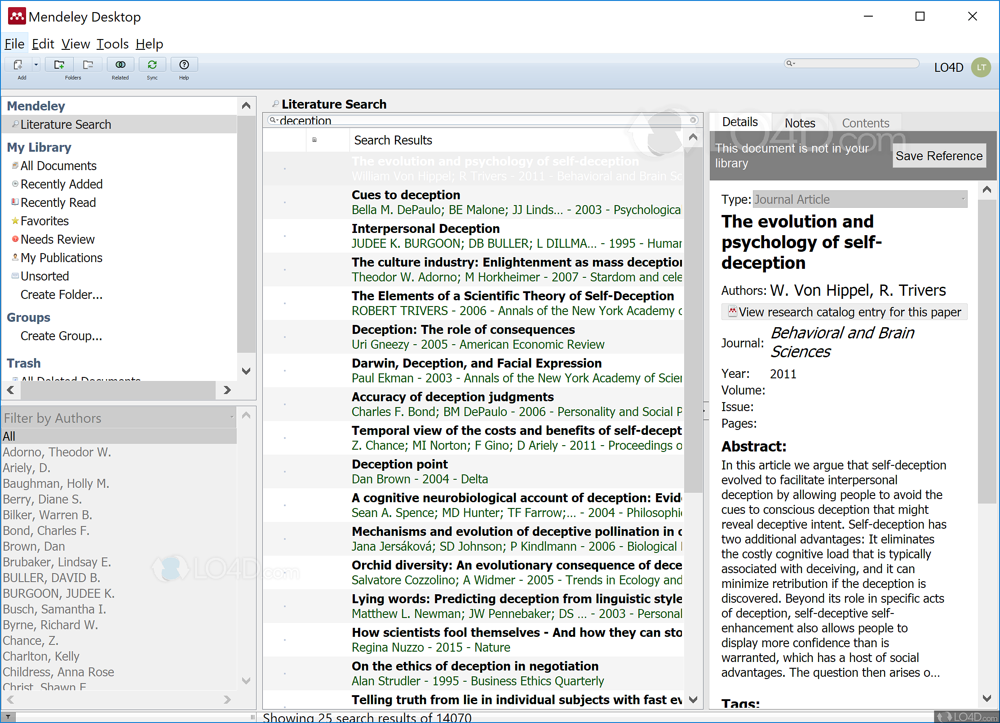 Mendeley Desktop
File Edit View Tools Help
Add Folders Related Sync Help
LO4D LT
Mendeley
Literature Search
My Library
All Documents
Recently Added
Recently Read
Favorites
Needs Review
My Publications
Unsorted
Create Folder...
Groups
Create Group...
Trash
All Deleted Documents
Filter by Authors
All
Adorno, Theodor W.
Ariely, D.
Baughman, Holly M.
Berry, Diane S.
Bilker, Warren B.
Bond, Charles F.
Brown, Dan
Brubaker, Lindsay E.
BULLER, DAVID B.
BURGOON, JUDEE K.
Busch, Samantha I.
Byrne, Richard W.
Chance, Z.
Charlton, Kelly
Childress, Anna Rose
Christ, Shawn E.
Literature Search
deception
Search Results
The evolution and psychology of self-deception
William Von Hippel; R Trivers - 2011 - Behavioral and Brain Sc
Cues to deception
Bella M. DePaulo; BE Malone; JJ Linds... - 2003 - Psychological
Interpersonal Deception
JUDEE K. BURGOON; DB BULLER; L DILLMA... - 1995 - Human
The culture industry: Enlightenment as mass deception
Theodor W. Adorno; M Horkheimer - 2007 - Stardom and cele
The Elements of a Scientific Theory of Self-Deception
ROBERT TRIVERS - 2006 - Annals of the New York Academy o
Deception: The role of consequences
Uri Gneezy - 2005 - American Economic Review
Darwin, Deception, and Facial Expression
Paul Ekman - 2003 - Annals of the New York Academy of Scien
Accuracy of deception judgments
Charles F. Bond; BM DePaulo - 2006 - Personality and Social P
Temporal view of the costs and benefits of self-decept
Z. Chance; MI Norton; F Gino; D Ariely - 2011 - Proceedings o
Deception point
Dan Brown - 2004 - Delta
A cognitive neurobiological account of deception: Evide
Sean A. Spence; MD Hunter; TF Farrow;... - 2004 - Philosophic
Mechanisms and evolution of deceptive pollination in o
Jana Jersáková; SD Johnson; P Kindlmann - 2006 - Biological
Orchid diversity: An evolutionary consequence of dece
Salvatore Cozzolino; A Widmer - 2005 - Trends in Ecology and
Lying words: Predicting deception from linguistic style
Matthew L. Newman; JW Pennebaker; DS ... - 2003 - Personal
How scientists fool themselves - And how they can sto
Regina Nuzzo - 2015 - Nature
On the ethics of deception in negotiation
Alan Strudler - 1995 - Business Ethics Quarterly
Telling truth from lie in individual subjects with fast ev
Showing 25 search results of 14070
Details Notes Contents
This document is not in your
library
Save Reference
Type: Journal Article
The evolution and
psychology of self-
deception
Authors: W. Von Hippel, R. Trivers
View research catalog entry for this paper
Journal: Behavioral and Brain
Sciences
Year: 2011
Volume:
Issue:
Pages:
Abstract:
In this article we argue that self-deception
evolved to facilitate interpersonal
deception by allowing people to avoid the
cues to conscious deception that might
reveal deceptive intent. Self-deception has
two additional advantages: It eliminates
the costly cognitive load that is typically
associated with deceiving, and it can
minimize retribution if the deception is
discovered. Beyond its role in specific acts
of deception, self-deceptive self-
enhancement also allows people to
display more confidence than is
warranted, which has a host of social
advantages. The question then arises o...
Tags:
LO4D.com
LO4D.com
LO4D.com